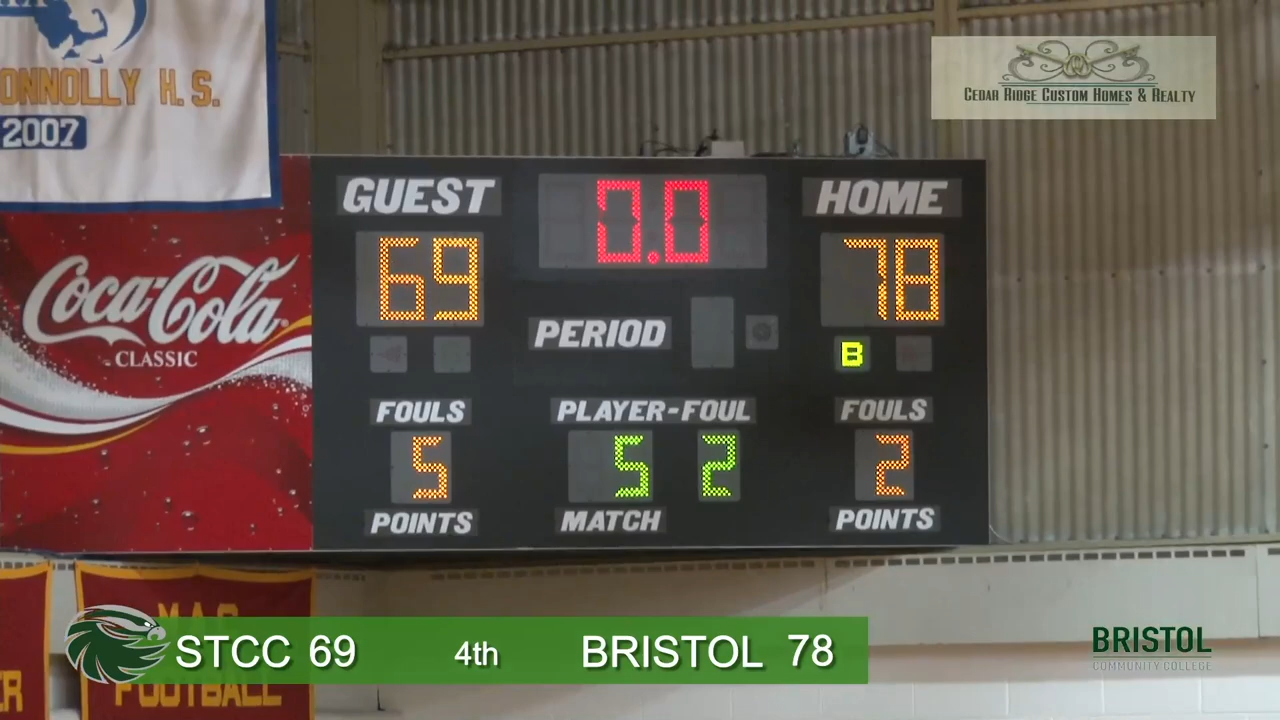 ONNOLLY H. S.
2007
CEDAR RIDGE CUSTOM HOMES & REALTY
GUEST
0.0
HOME
69
78
PERIOD
B
Coca-Cola
CLASSIC
FOULS
PLAYER-FOUL
FOULS
5
5 2
2
POINTS
MATCH
POINTS
M.A.C.
FOOTBALL
ER
STCC 69
4th
BRISTOL 78
BRISTOL
COMMUNITY COLLEGE